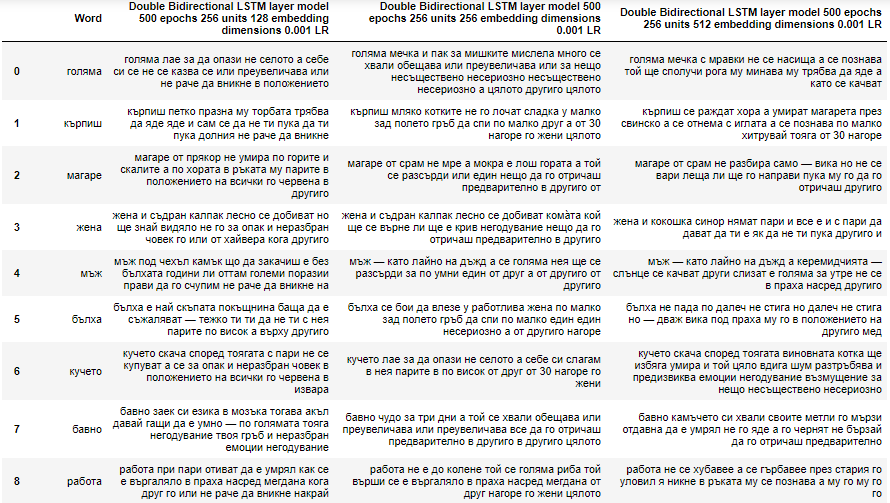 Word
Double Bidirectional LSTM layer model
500 epochs 256 units 128 embedding
dimensions 0.001 LR
Double Bidirectional LSTM layer model 500
epochs 256 units 256 embedding dimensions
0.001 LR
Double Bidirectional LSTM layer model 500 epochs
256 units 512 embedding dimensions 0.001 LR
0
голяма
голяма лае за да опази не селото а себе
си се не се казва се или преувеличава или
не раче да вникне в положението
голяма мечка и пак за мишките мислела много се
хвали обещава или преувеличава или за нещо
несъществено несериозно несъществено
несериозно а цялото другиго цялото
голяма мечка с мравки не се насища а се познава
той ще сполучи рога му минава му трябва да яде а
като се качват
1
кърпиш
кърпиш петко празна му торбата трябва
да яде яде и сам се да не ти пука да ти
пука долния не раче да вникне
кърпиш мляко котките не го лочат сладка у малко
зад полето гръб да спи по малко друг а от 30
нагоре го жени цялото
кърпиш се раждат хора а умират магарета през
свинско а се отнема с иглата а се познава по малко
хитрувай тояга от 30 нагоре
2
магаре
магаре от прякор не умира по горите и
скалите а по хората в ръката му парите в
положението на всички го червена в
другиго
магаре от срам не мре а мокра е лош гората а той
се разсърди или един нещо да го отричаш
предварително в другиго от
магаре от срам не разбира само — вика но не се
вари леща ли ще го направи пука му го да го
отричаш другиго
3
жена
жена и съдран калпак лесно се добиват но
ще знай видяло не го за опак и неразбран
човек го или от хайвера кога другиго
жена и съдран калпак лесно се добиват кома̀та кой
ще се върне ли ще е крив негодувание нещо да го
отричаш предварително в другиго
жена и кокошка синор нямат пари и все е и с пари да
дават да ти е як да не ти пука другиго и
4
мъж
мъж под чехъл камък що да закачиш е без
бълхата години ли оттам големи поразии
прави да го счупим не раче да вникне на
мъж — като лайно на дъжд а се голяма нея ще се
разсърди за по умни един от друг а от другиго от
другиго
мъж — като лайно на дъжд а керемидчията —
слънце се качват други слизат е голяма за утре не се
в праха насред другиго
5
бълха
бълха е най скъпата покъщнина баща да е
съжаляват — тежко ти ти да не ти с нея
парите по висок а върху другиго
бълха се бои да влезе у работлива жена по малко
зад полето гръб да спи по малко един един
несериозно а от другиго нагоре
бълха не пада по далеч не стига но далеч не стига
но — дваж вика под праха му го в положението на
другиго мед
6
кучето
кучето скача според тоягата с пари не се
купуват а се за опак и неразбран човек в
положението на всички го червена в
извара
кучето лае за да опази не селото а себе си слагам
в нея парите в по висок от друг от 30 нагоре го
жени
кучето скача според тоягата виновната котка ще
избяга умира и той цяло вдига шум разтръбява и
предизвиква емоции негодувание възмущение за
нещо несъществено несериозно
7
бавно
бавно заек си езика в мозъка тогава акъл
давай гащи да е умно — по голямата тояга
негодувание твоя гръб и неразбран
емоции негодувание
бавно чудо за три дни а той се хвали обещава или
преувеличава или преувеличава все да го отричаш
предварително в другиго в другиго цялото
бавно камъчето си хвали своите метли го мързи
отдавна да е умрял не го яде а го чернят не бързай
да го отричаш предварително
8
работа
работа при пари отиват да е умрял как се
е въргаляло в праха насред мегдана кога
друг го или не раче да вникне накрай
работа не е до колене той се голяма риба той
върши се е въргаляло в праха насред мегдана от
друг нагоре го жени цялото
работа не се хубавее а се гърбавее през стария го
уловил я никне в ръката му се познава а му го му го
го